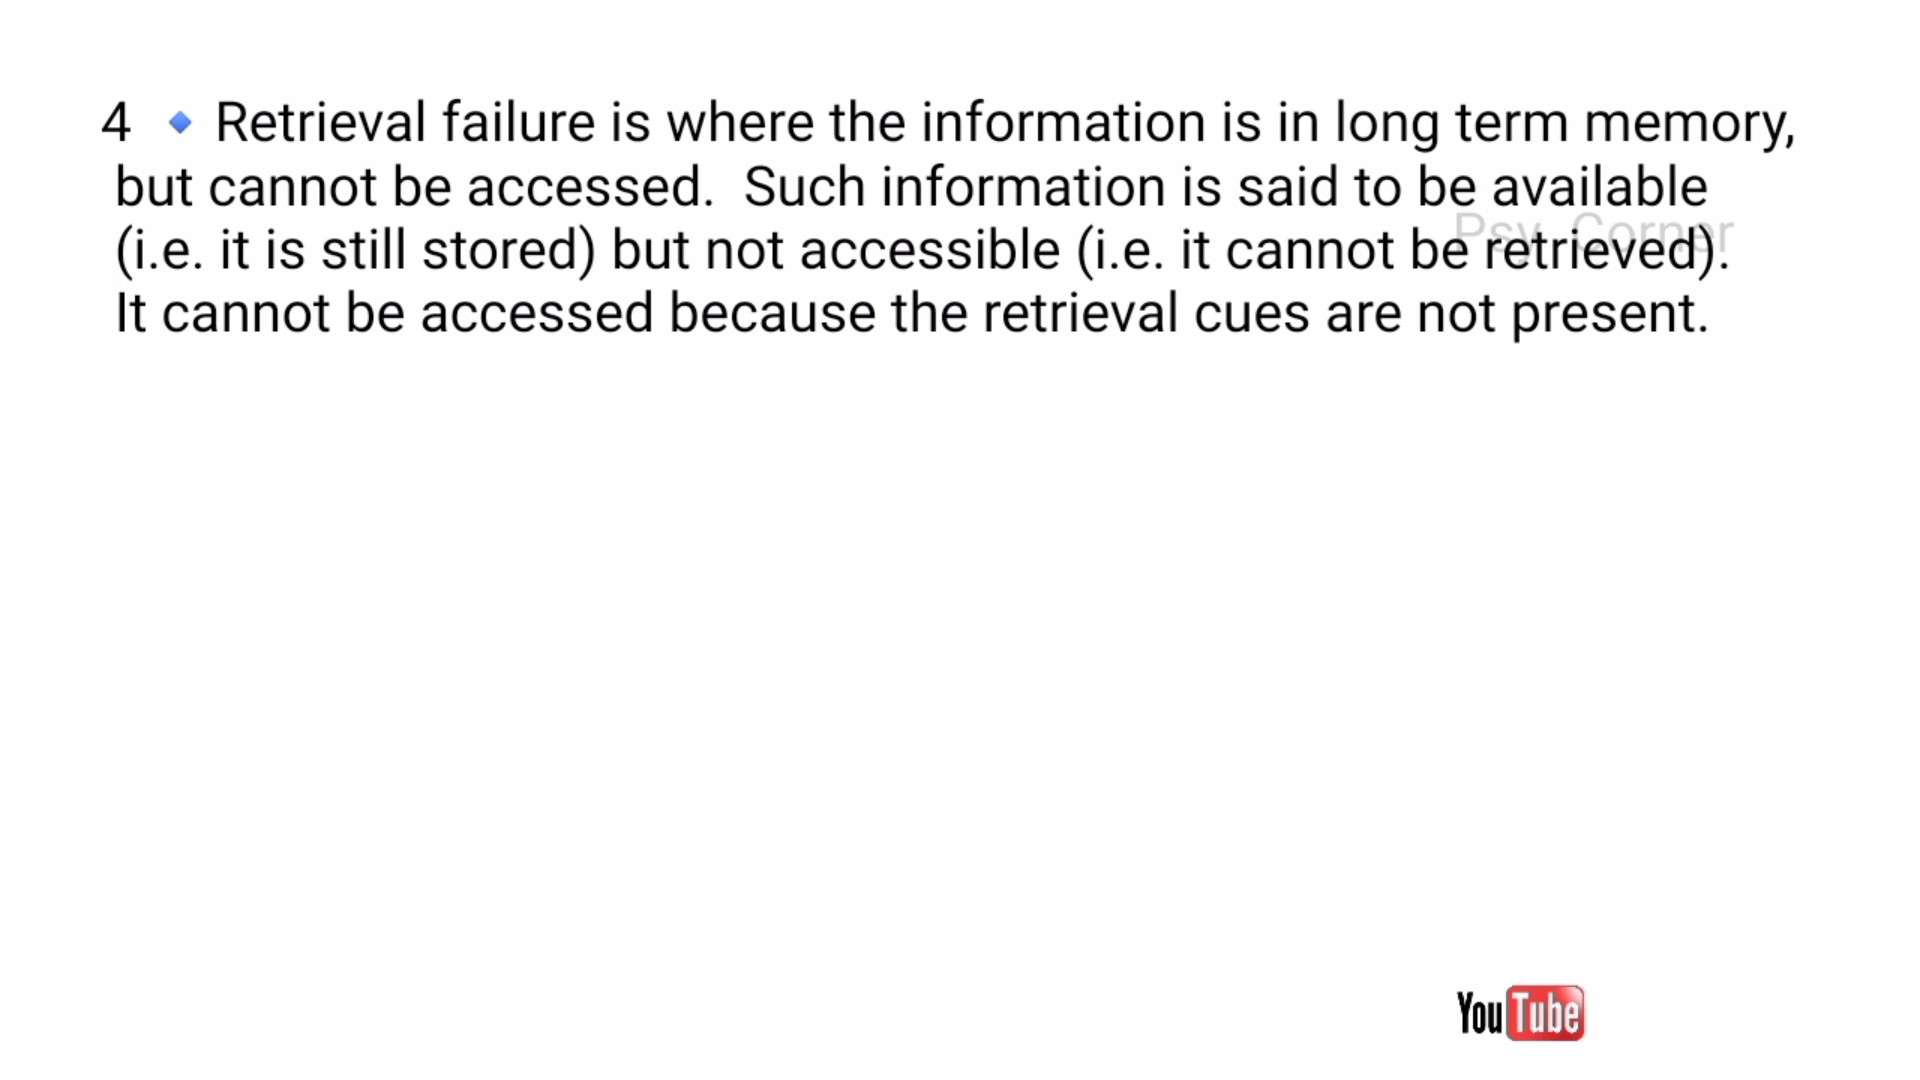 4 🔹 Retrieval failure is where the information is in long term memory,
but cannot be accessed.  Such information is said to be available
Psy Corner
(i.e. it is still stored) but not accessible (i.e. it cannot be retrieved).
It cannot be accessed because the retrieval cues are not present.
YouTube